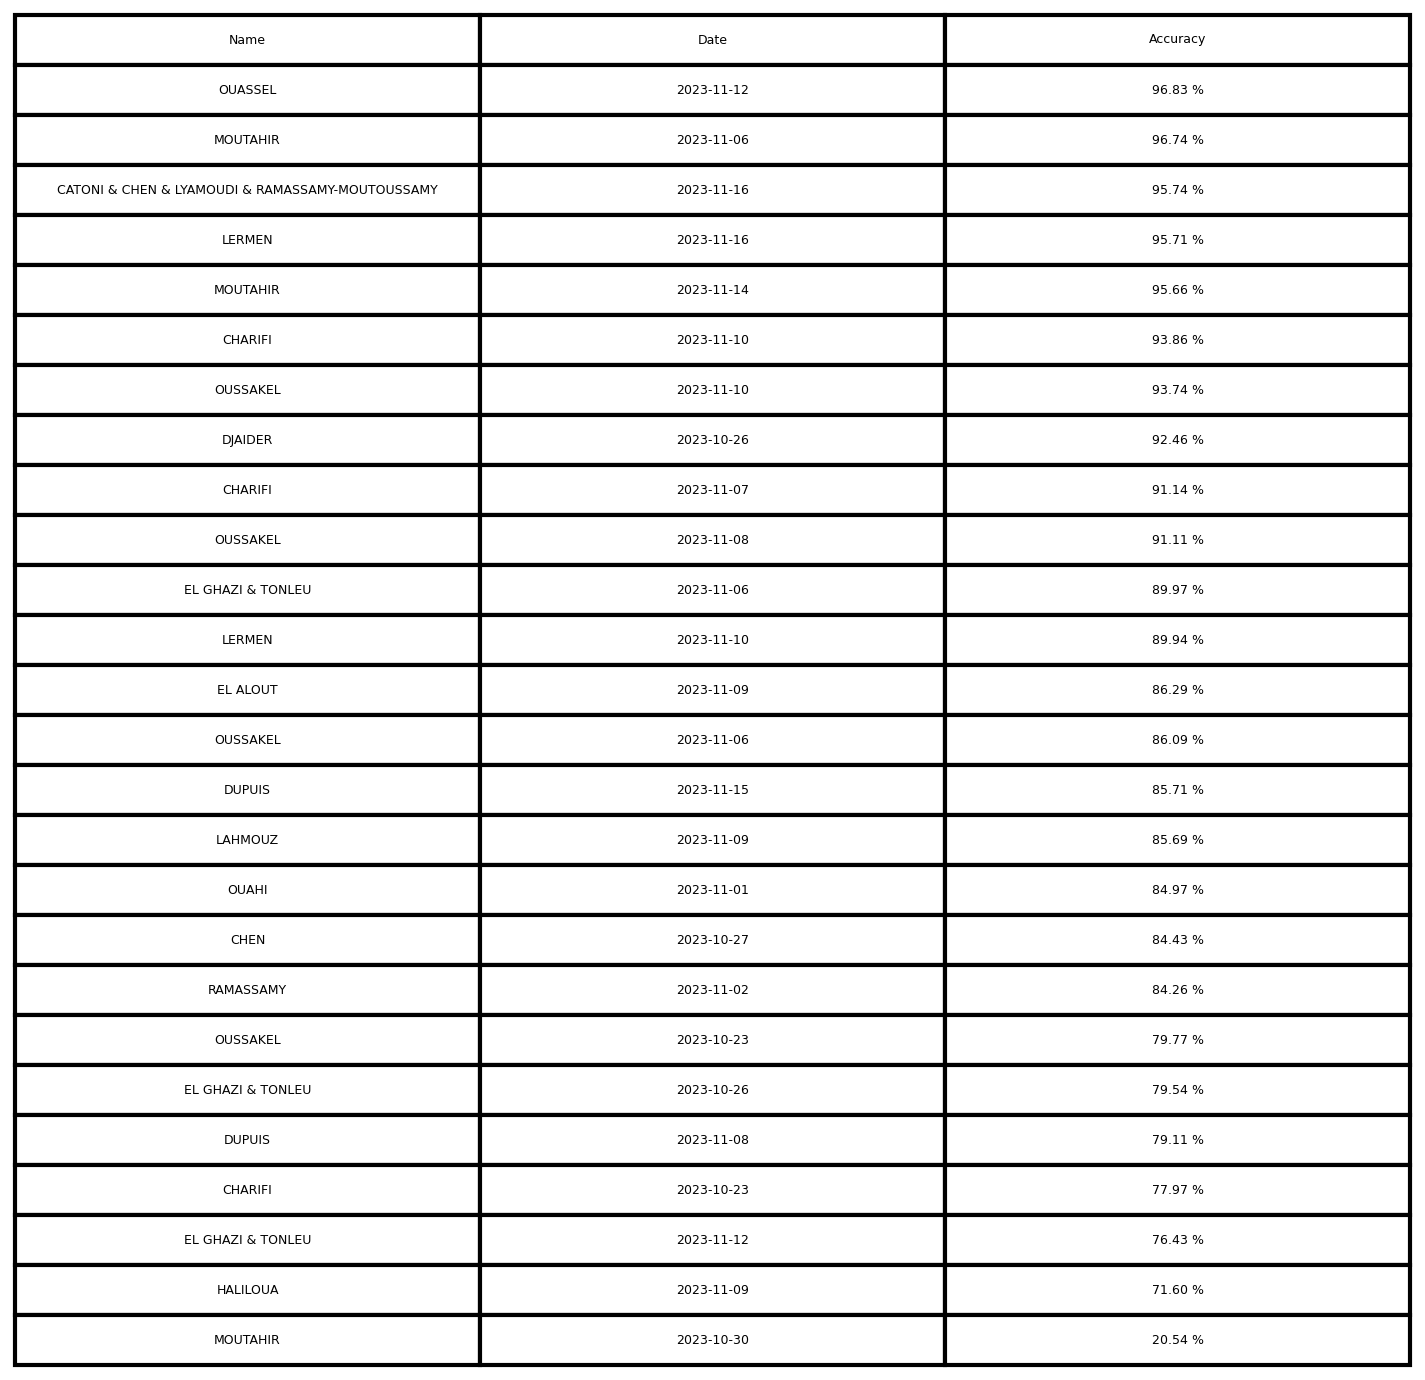 Name Date Accuracy
OUASSEL 2023-11-12 96.83 %
MOUTAHIR 2023-11-06 96.74 %
CATONI & CHEN & LYAMOUDI & RAMASSAMY-MOUTOUSSAMY 2023-11-16 95.74 %
LERMEN 2023-11-16 95.71 %
MOUTAHIR 2023-11-14 95.66 %
CHARIFI 2023-11-10 93.86 %
OUSSAKEL 2023-11-10 93.74 %
DJAIDER 2023-10-26 92.46 %
CHARIFI 2023-11-07 91.14 %
OUSSAKEL 2023-11-08 91.11 %
EL GHAZI & TONLEU 2023-11-06 89.97 %
LERMEN 2023-11-10 89.94 %
EL ALOUT 2023-11-09 86.29 %
OUSSAKEL 2023-11-06 86.09 %
DUPUIS 2023-11-15 85.71 %
LAHMOUZ 2023-11-09 85.69 %
OUAHI 2023-11-01 84.97 %
CHEN 2023-10-27 84.43 %
RAMASSAMY 2023-11-02 84.26 %
OUSSAKEL 2023-10-23 79.77 %
EL GHAZI & TONLEU 2023-10-26 79.54 %
DUPUIS 2023-11-08 79.11 %
CHARIFI 2023-10-23 77.97 %
EL GHAZI & TONLEU 2023-11-12 76.43 %
HALILOUA 2023-11-09 71.60 %
MOUTAHIR 2023-10-30 20.54 %